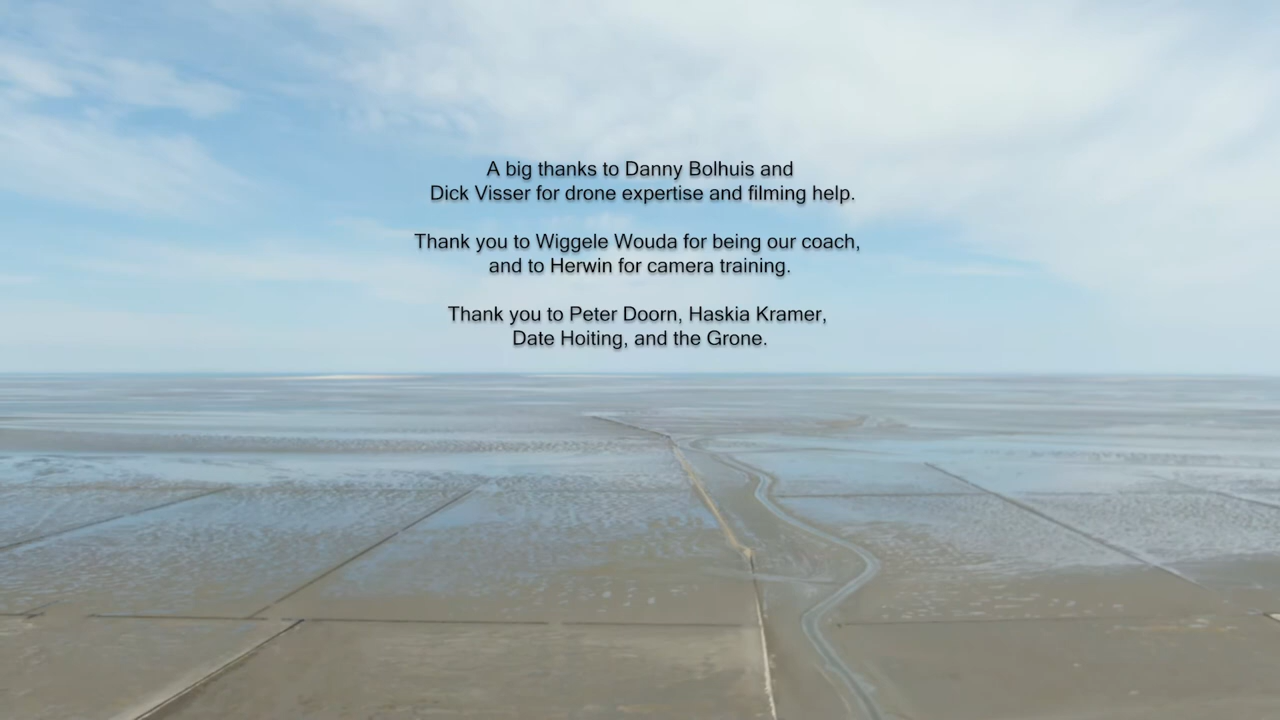 A big thanks to Danny Bolhuis and
Dick Visser for drone expertise and filming help.
Thank you to Wiggele Wouda for being our coach,
and to Herwin for camera training.
Thank you to Peter Doorn, Haskia Kramer,
Date Hoiting, and the Grone.